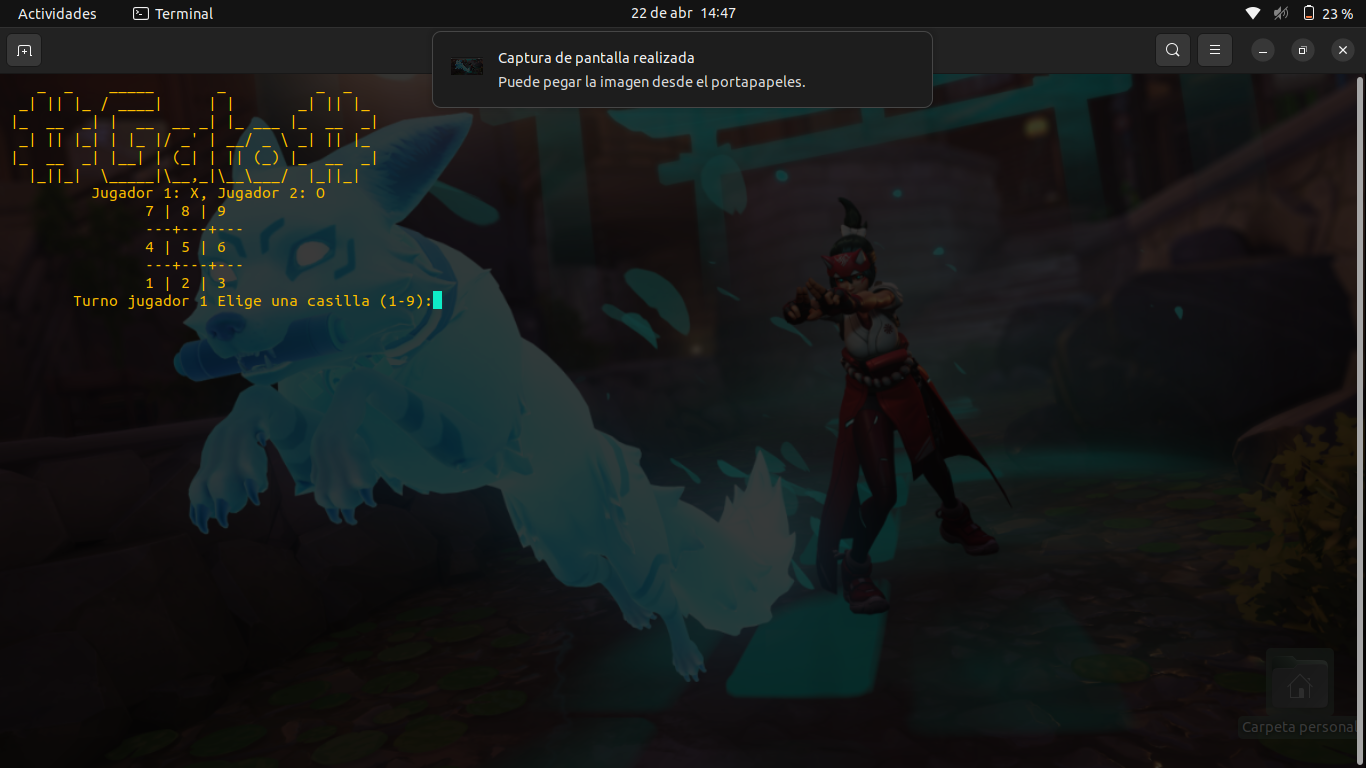 Actividades
Terminal
22 de abr 14:47
23 %
Captura de pantalla realizada
Puede pegar la imagen desde el portapapeles.
#Gato#
Jugador 1: X, Jugador 2: O
7 | 8 | 9
---+---+---
4 | 5 | 6
---+---+---
1 | 2 | 3
Turno jugador 1 Elige una casilla (1-9):
Carpeta personal